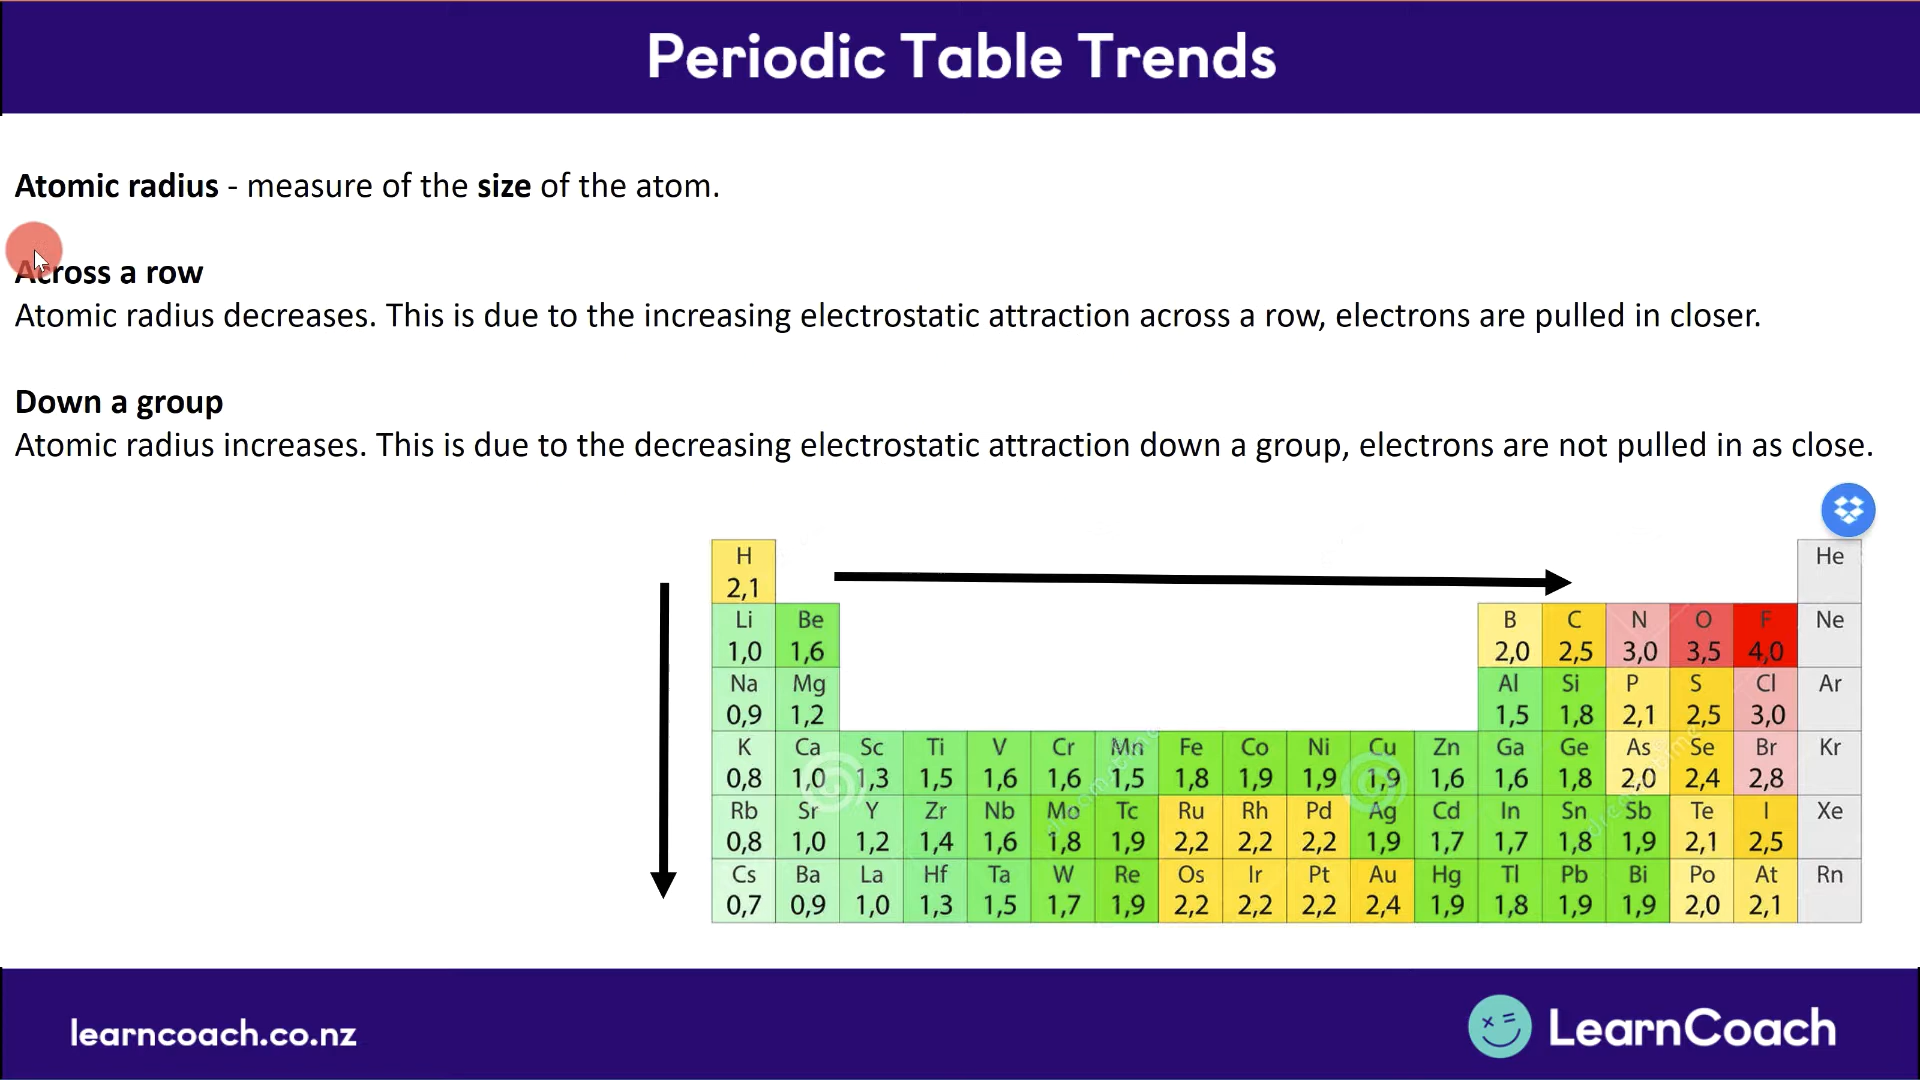 Periodic Table Trends
Atomic radius - measure of the size of the atom.
Across a row
Atomic radius decreases. This is due to the increasing electrostatic attraction across a row, electrons are pulled in closer.
Down a group
Atomic radius increases. This is due to the decreasing electrostatic attraction down a group, electrons are not pulled in as close.
H He
2,1
Li Be B C N O F Ne
1,0 1,6 2,0 2,5 3,0 3,5 4,0
Na Mg Al Si P S Cl Ar
0,9 1,2 1,5 1,8 2,1 2,5 3,0
K Ca Sc Ti V Cr Mn Fe Co Ni Cu Zn Ga Ge As Se Br Kr
0,8 1,0 1,3 1,5 1,6 1,6 1,5 1,8 1,9 1,9 1,9 1,6 1,6 1,8 2,0 2,4 2,8
Rb Sr Y Zr Nb Mo Tc Ru Rh Pd Ag Cd In Sn Sb Te I Xe
0,8 1,0 1,2 1,4 1,6 1,8 1,9 2,2 2,2 2,2 1,9 1,7 1,7 1,8 1,9 2,1 2,5
Cs Ba La Hf Ta W Re Os Ir Pt Au Hg Tl Pb Bi Po At Rn
0,7 0,9 1,0 1,3 1,5 1,7 1,9 2,2 2,2 2,2 2,4 1,9 1,8 1,9 1,9 2,0 2,1
learncoach.co.nz
LearnCoach